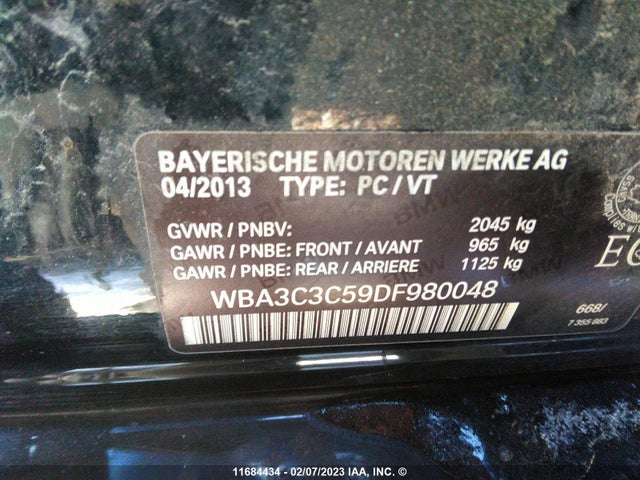 BAYERISCHE MOTOREN WERKE AG
04/2013 TYPE: PC / VT
GVWR / PNBV: 2045 kg
GAWR / PNBE: FRONT / AVANT 965 kg
GAWR / PNBE: REAR / ARRIERE 1125 kg
WBA3C3C59DF980048
668/
7 355 883
11684434 - 02/07/2023 IAA, INC. ©